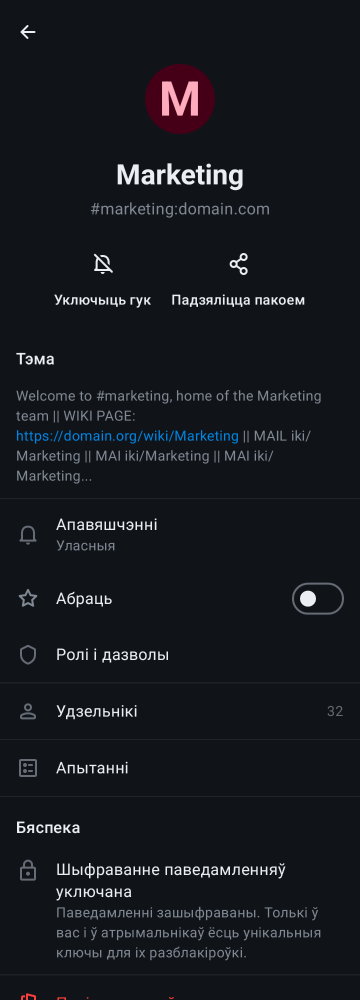 M
Marketing
#marketing:domain.com
Уключыць гук
Падзяліцца пакоем
Тэма
Welcome to #marketing, home of the Marketing
team || WIKI PAGE:
https://domain.org/wiki/Marketing || MAIL iki/
Marketing || MAI iki/Marketing || MAI iki/
Marketing...
Апавяшчэнні
Уласныя
Абраць
Ролі і дазволы
Удзельнікі 32
Апытанні
Бяспека
Шыфраванне паведамленняў
уключана
Паведамленні зашыфраваны. Толькі ў
вас і ў атрымальнікаў ёсць унікальныя
ключы для іх разблакіроўкі.